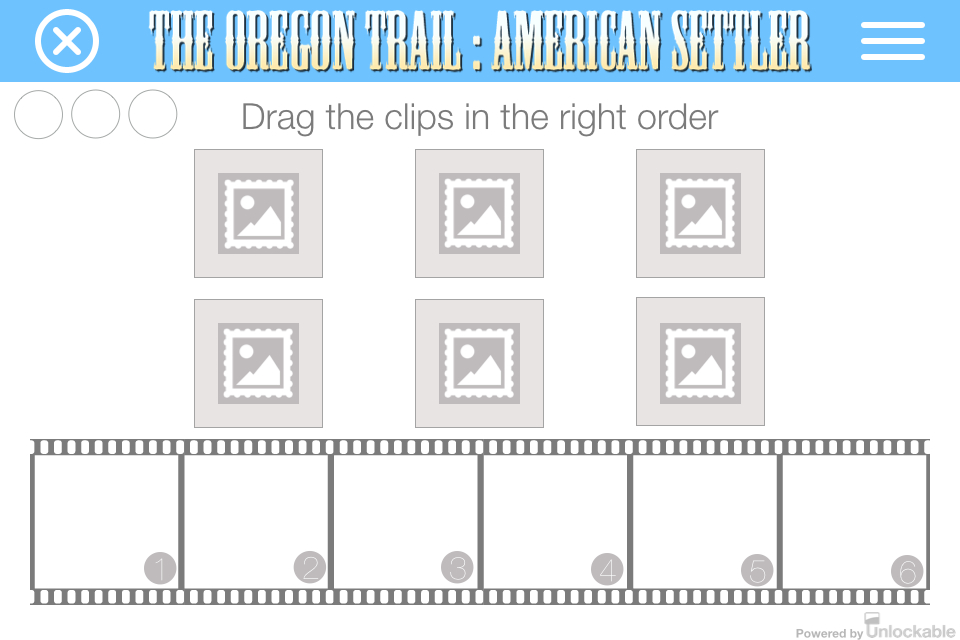 THE OREGON TRAIL : AMERICAN SETTLER
Drag the clips in the right order
1 2 3 4 5 6
Powered by Unlockable